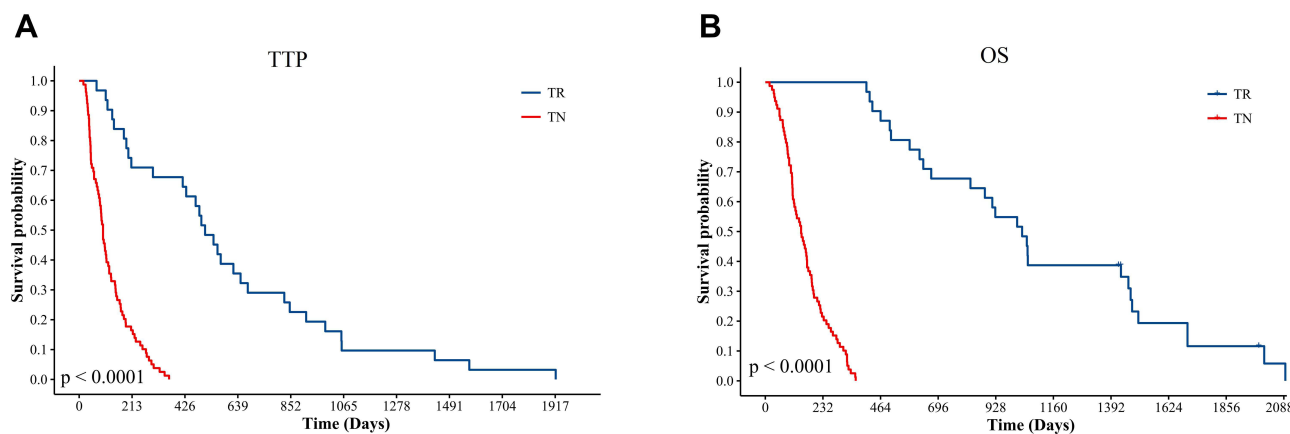 A
TTP
Survival probability
1.0
0.9
0.8
0.7
0.6
0.5
0.4
0.3
0.2
0.1
0.0
TR
TN
p < 0.0001
0 213 426 639 852 1065 1278 1491 1704 1917
Time (Days)
B
OS
Survival probability
1.0
0.9
0.8
0.7
0.6
0.5
0.4
0.3
0.2
0.1
0.0
TR
TN
p < 0.0001
0 232 464 696 928 1160 1392 1624 1856 2088
Time (Days)